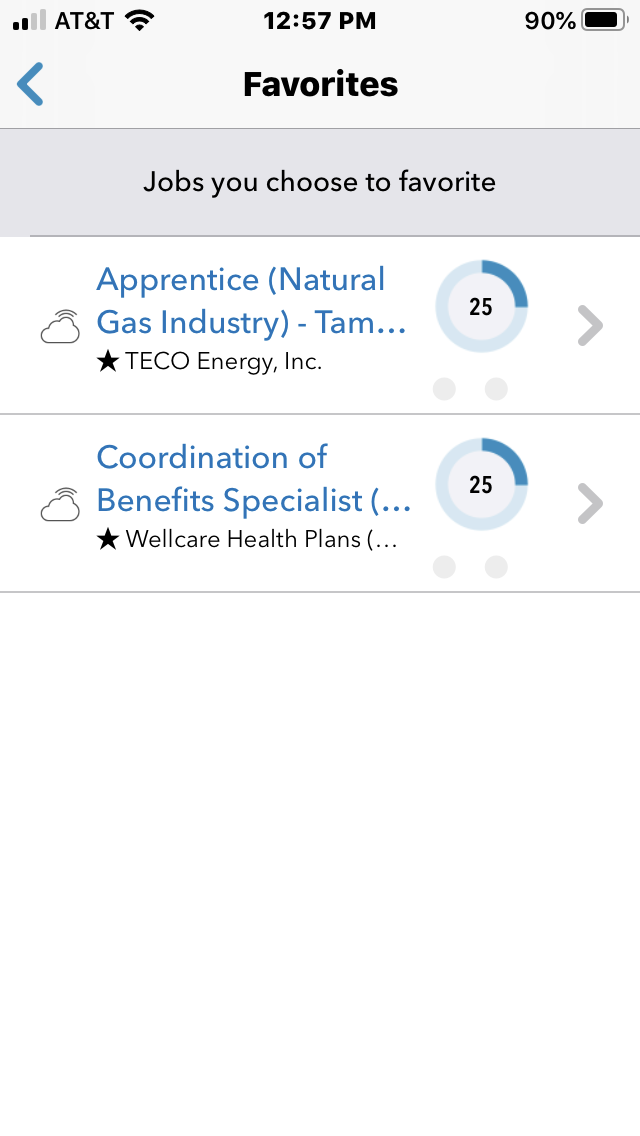 AT&T 12:57 PM 90%
Favorites
Jobs you choose to favorite
Apprentice (Natural
Gas Industry) - Tam...
★ TECO Energy, Inc.
25
Coordination of
Benefits Specialist (...
★ Wellcare Health Plans (...
25